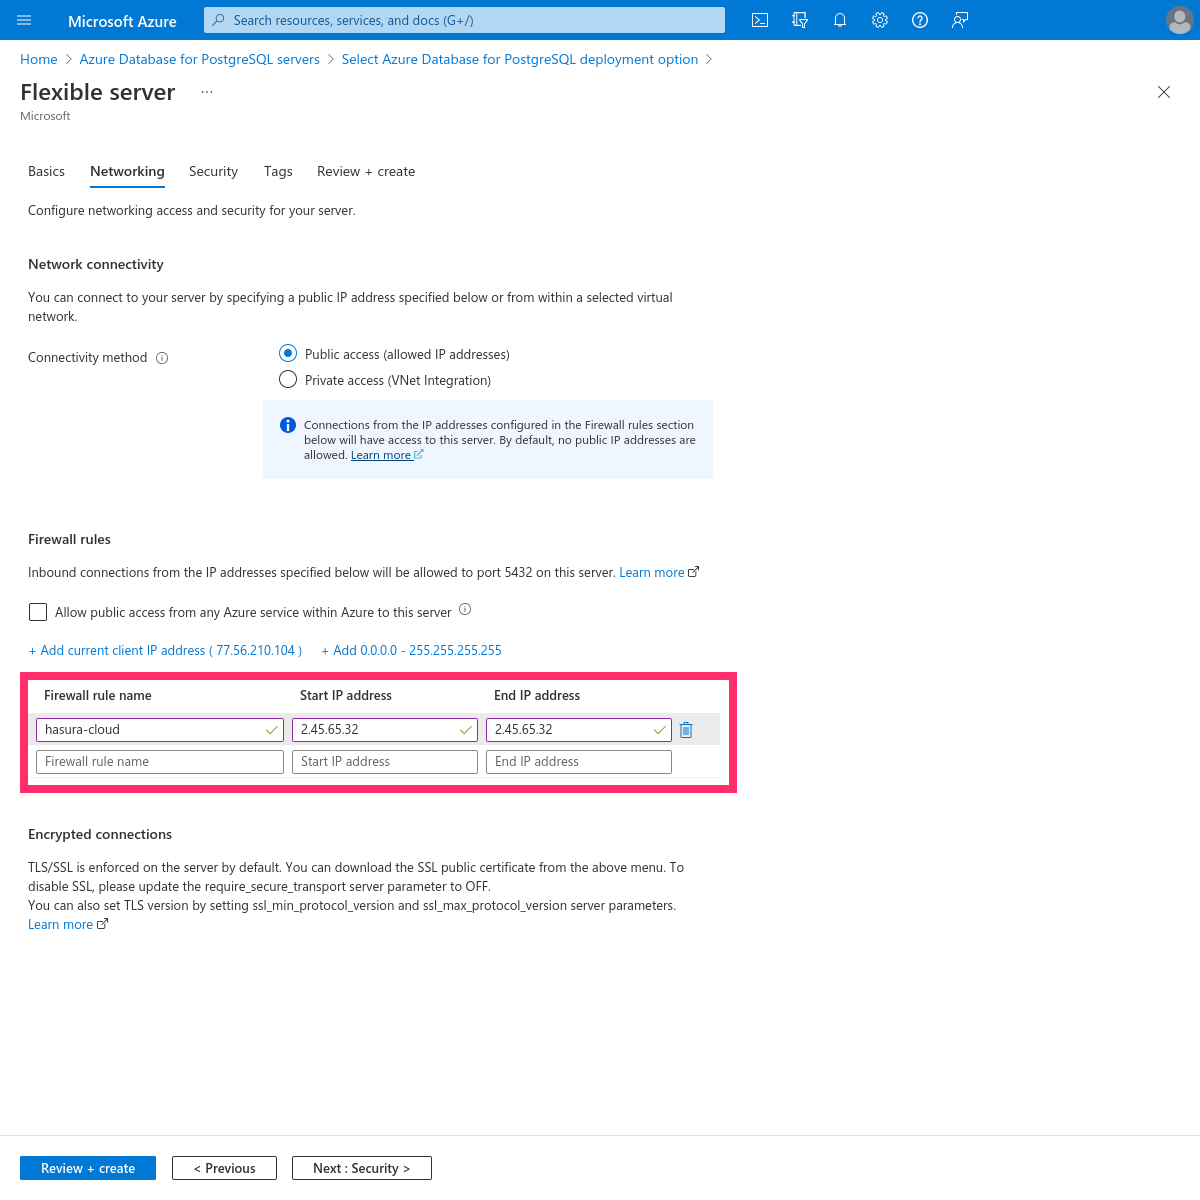 Microsoft Azure
Search resources, services, and docs (G+/)
Home > Azure Database for PostgreSQL servers > Select Azure Database for PostgreSQL deployment option >
Flexible server ...
Microsoft
Basics Networking Security Tags Review + create
Configure networking access and security for your server.
Network connectivity
You can connect to your server by specifying a public IP address specified below or from within a selected virtual
network.
Connectivity method
Public access (allowed IP addresses)
Private access (VNet Integration)
Connections from the IP addresses configured in the Firewall rules section
below will have access to this server. By default, no public IP addresses are
allowed. Learn more
Firewall rules
Inbound connections from the IP addresses specified below will be allowed to port 5432 on this server. Learn more
Allow public access from any Azure service within Azure to this server
+ Add current client IP address ( 77.56.210.104 ) + Add 0.0.0.0 - 255.255.255.255
Firewall rule name Start IP address End IP address
hasura-cloud 2.45.65.32 2.45.65.32
Firewall rule name Start IP address End IP address
Encrypted connections
TLS/SSL is enforced on the server by default. You can download the SSL public certificate from the above menu. To
disable SSL, please update the require_secure_transport server parameter to OFF.
You can also set TLS version by setting ssl_min_protocol_version and ssl_max_protocol_version server parameters.
Learn more
Review + create < Previous Next : Security >